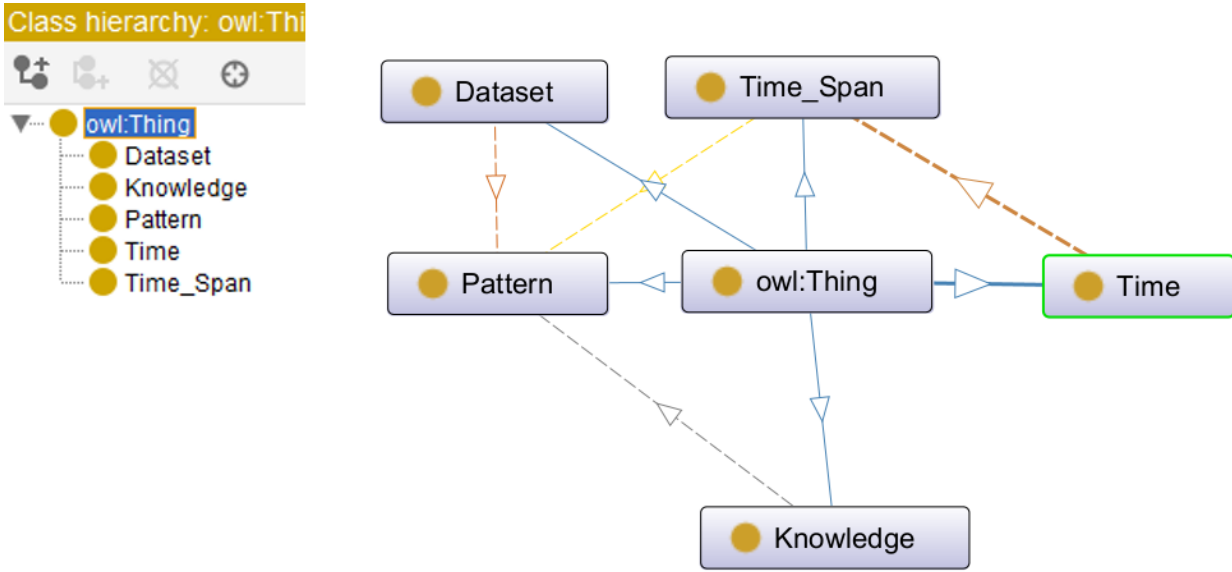 Class hierarchy: owl:Thi
owl:Thing
Dataset
Knowledge
Pattern
Time
Time_Span
Dataset
Time_Span
Pattern
owl:Thing
Time
Knowledge